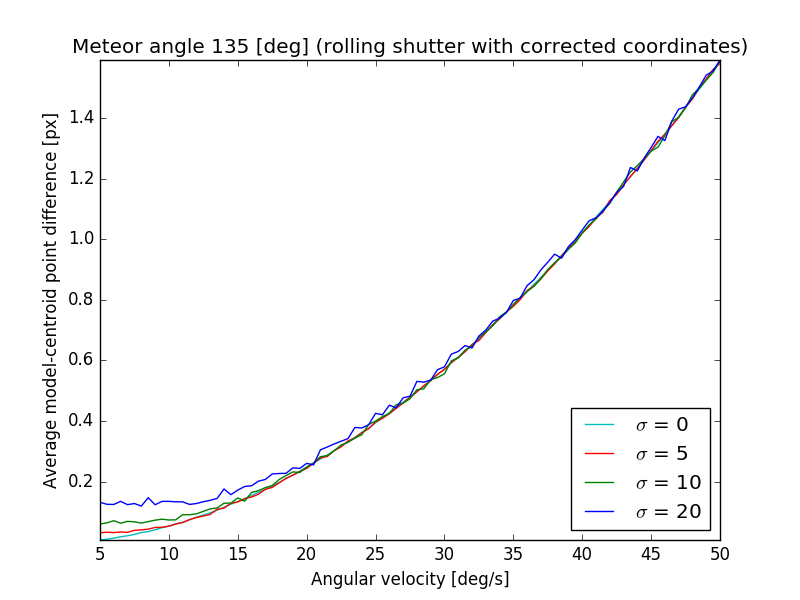 Meteor angle 135 [deg] (rolling shutter with corrected coordinates)
Average model-centroid point difference [px]
1.4
1.2
1.0
0.8
0.6
0.4
0.2
σ = 0
σ = 5
σ = 10
σ = 20
5 10 15 20 25 30 35 40 45 50
Angular velocity [deg/s]